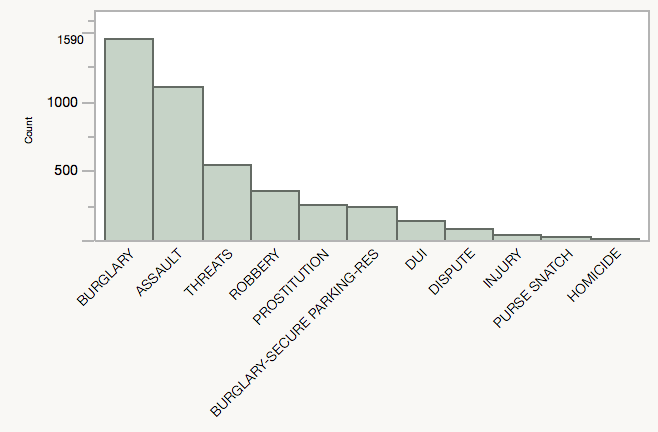 1590
1000
500
Count
BURGLARY
ASSAULT
THREATS
ROBBERY
PROSTITUTION
BURGLARY-SECURE PARKING-RES
DUI
DISPUTE
INJURY
PURSE SNATCH
HOMICIDE